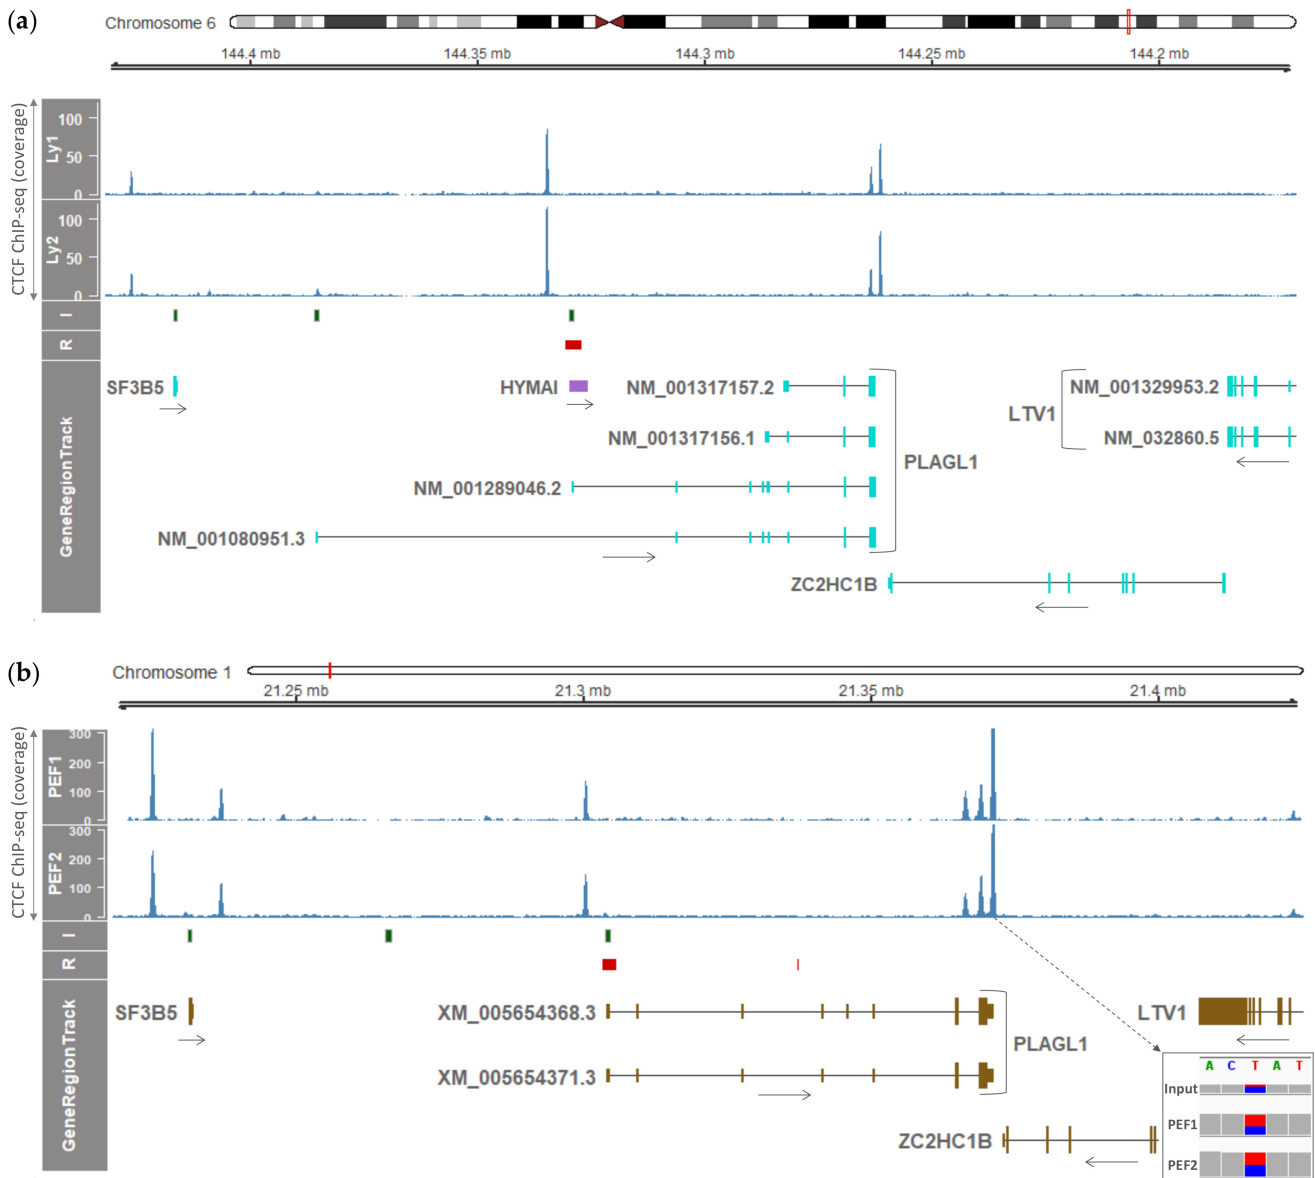 (a)
Chromosome 6
144.4 mb 144.35 mb 144.3 mb 144.25 mb 144.2 mb
CTCF ChIP-seq (coverage)
Ly1
100
50
0
Ly2
100
50
0
I
R
GeneRegionTrack
SF3B5 HYMAI NM_001317157.2 NM_001329953.2
LTV1
NM_001317156.1 NM_032860.5
PLAGL1
NM_001289046.2
NM_001080951.3
ZC2HC1B
(b)
Chromosome 1
21.25 mb 21.3 mb 21.35 mb 21.4 mb
CTCF ChIP-seq (coverage)
PEF1
300
200
100
0
PEF2
300
200
100
0
I
R
GeneRegionTrack
SF3B5 XM_005654368.3 LTV1
PLAGL1
XM_005654371.3
ZC2HC1B
A C T A T
Input
PEF1
PEF2